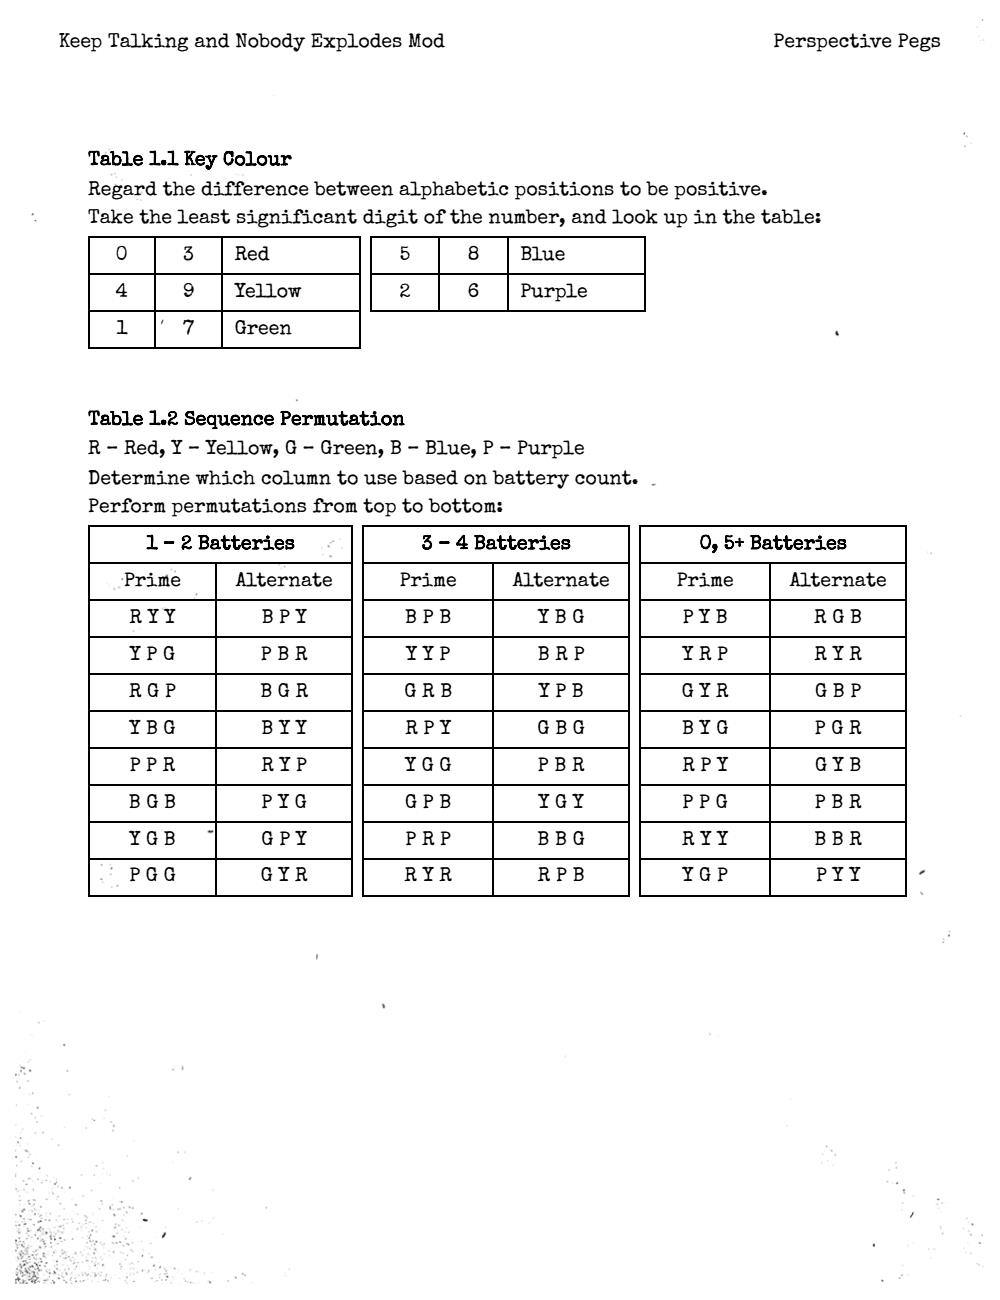 Keep Talking and Nobody Explodes Mod Perspective Pegs
Table 1.1 Key Colour
Regard the difference between alphabetic positions to be positive.
Take the least significant digit of the number, and look up in the table:
0 3 Red 5 8 Blue
4 9 Yellow 2 6 Purple
1 7 Green
Table 1.2 Sequence Permutation
R – Red, Y – Yellow, G – Green, B – Blue, P – Purple
Determine which column to use based on battery count.
Perform permutations from top to bottom:
1 – 2 Batteries 3 – 4 Batteries 0, 5+ Batteries
Prime Alternate Prime Alternate Prime Alternate
R Y Y B P Y B P B Y B G P Y B R G B
Y P G P B R Y Y P B R P Y R P R Y R
R G P B G R G R B Y P B G Y R G B P
Y B G B Y Y R P Y G B G B Y G P G R
P P R R Y P Y G G P B R R P Y G Y B
B G B P Y G G P B Y G Y P P G P B R
Y G B G P Y P R P B B G R Y Y B B R
P G G G Y R R Y R R P B Y G P P Y Y